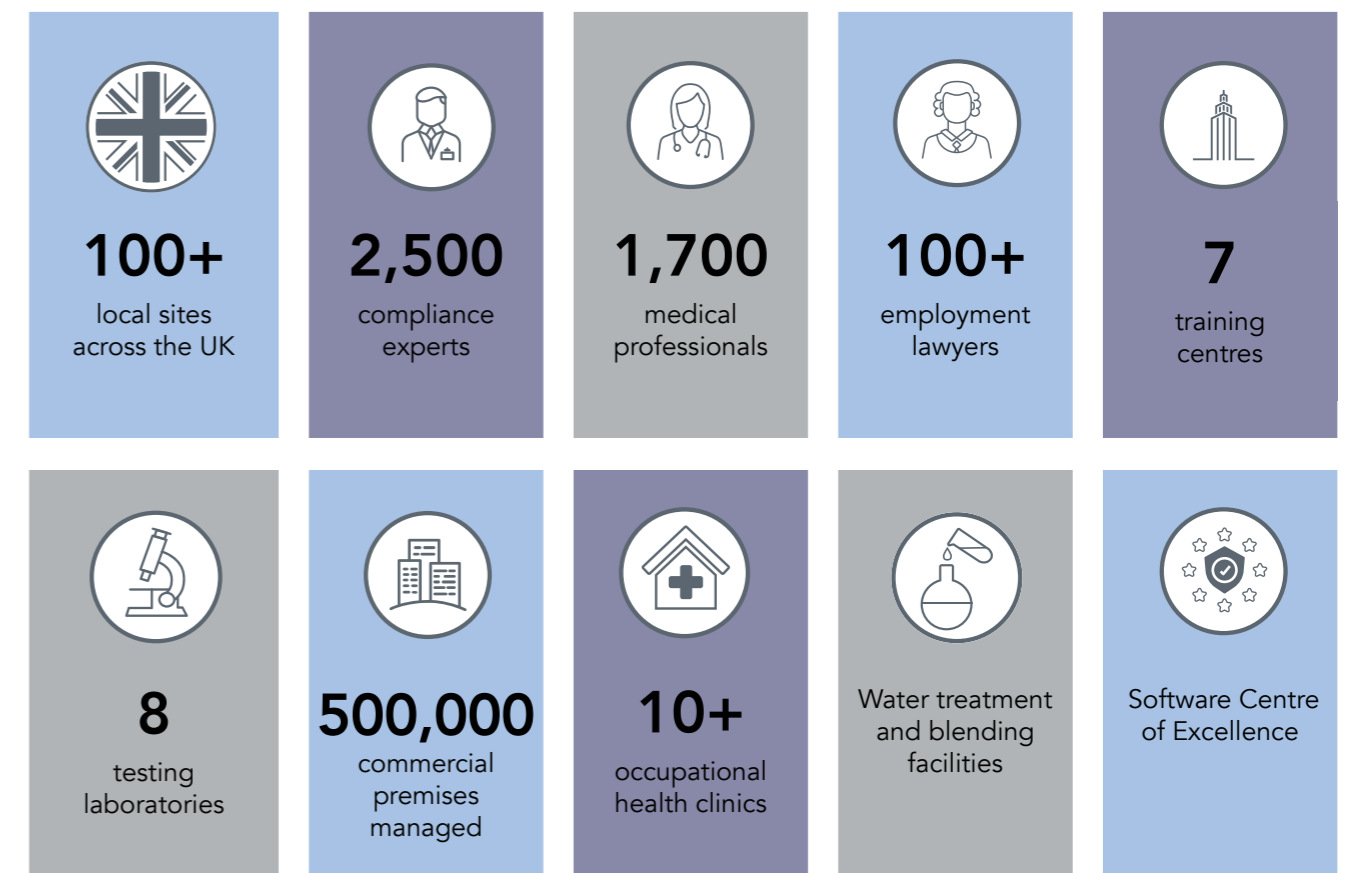 100+
local sites
across the UK
2,500
compliance
experts
1,700
medical
professionals
100+
employment
lawyers
7
training
centres
8
testing
laboratories
500,000
commercial
premises
managed
10+
occupational
health clinics
Water treatment
and blending
facilities
Software Centre
of Excellence